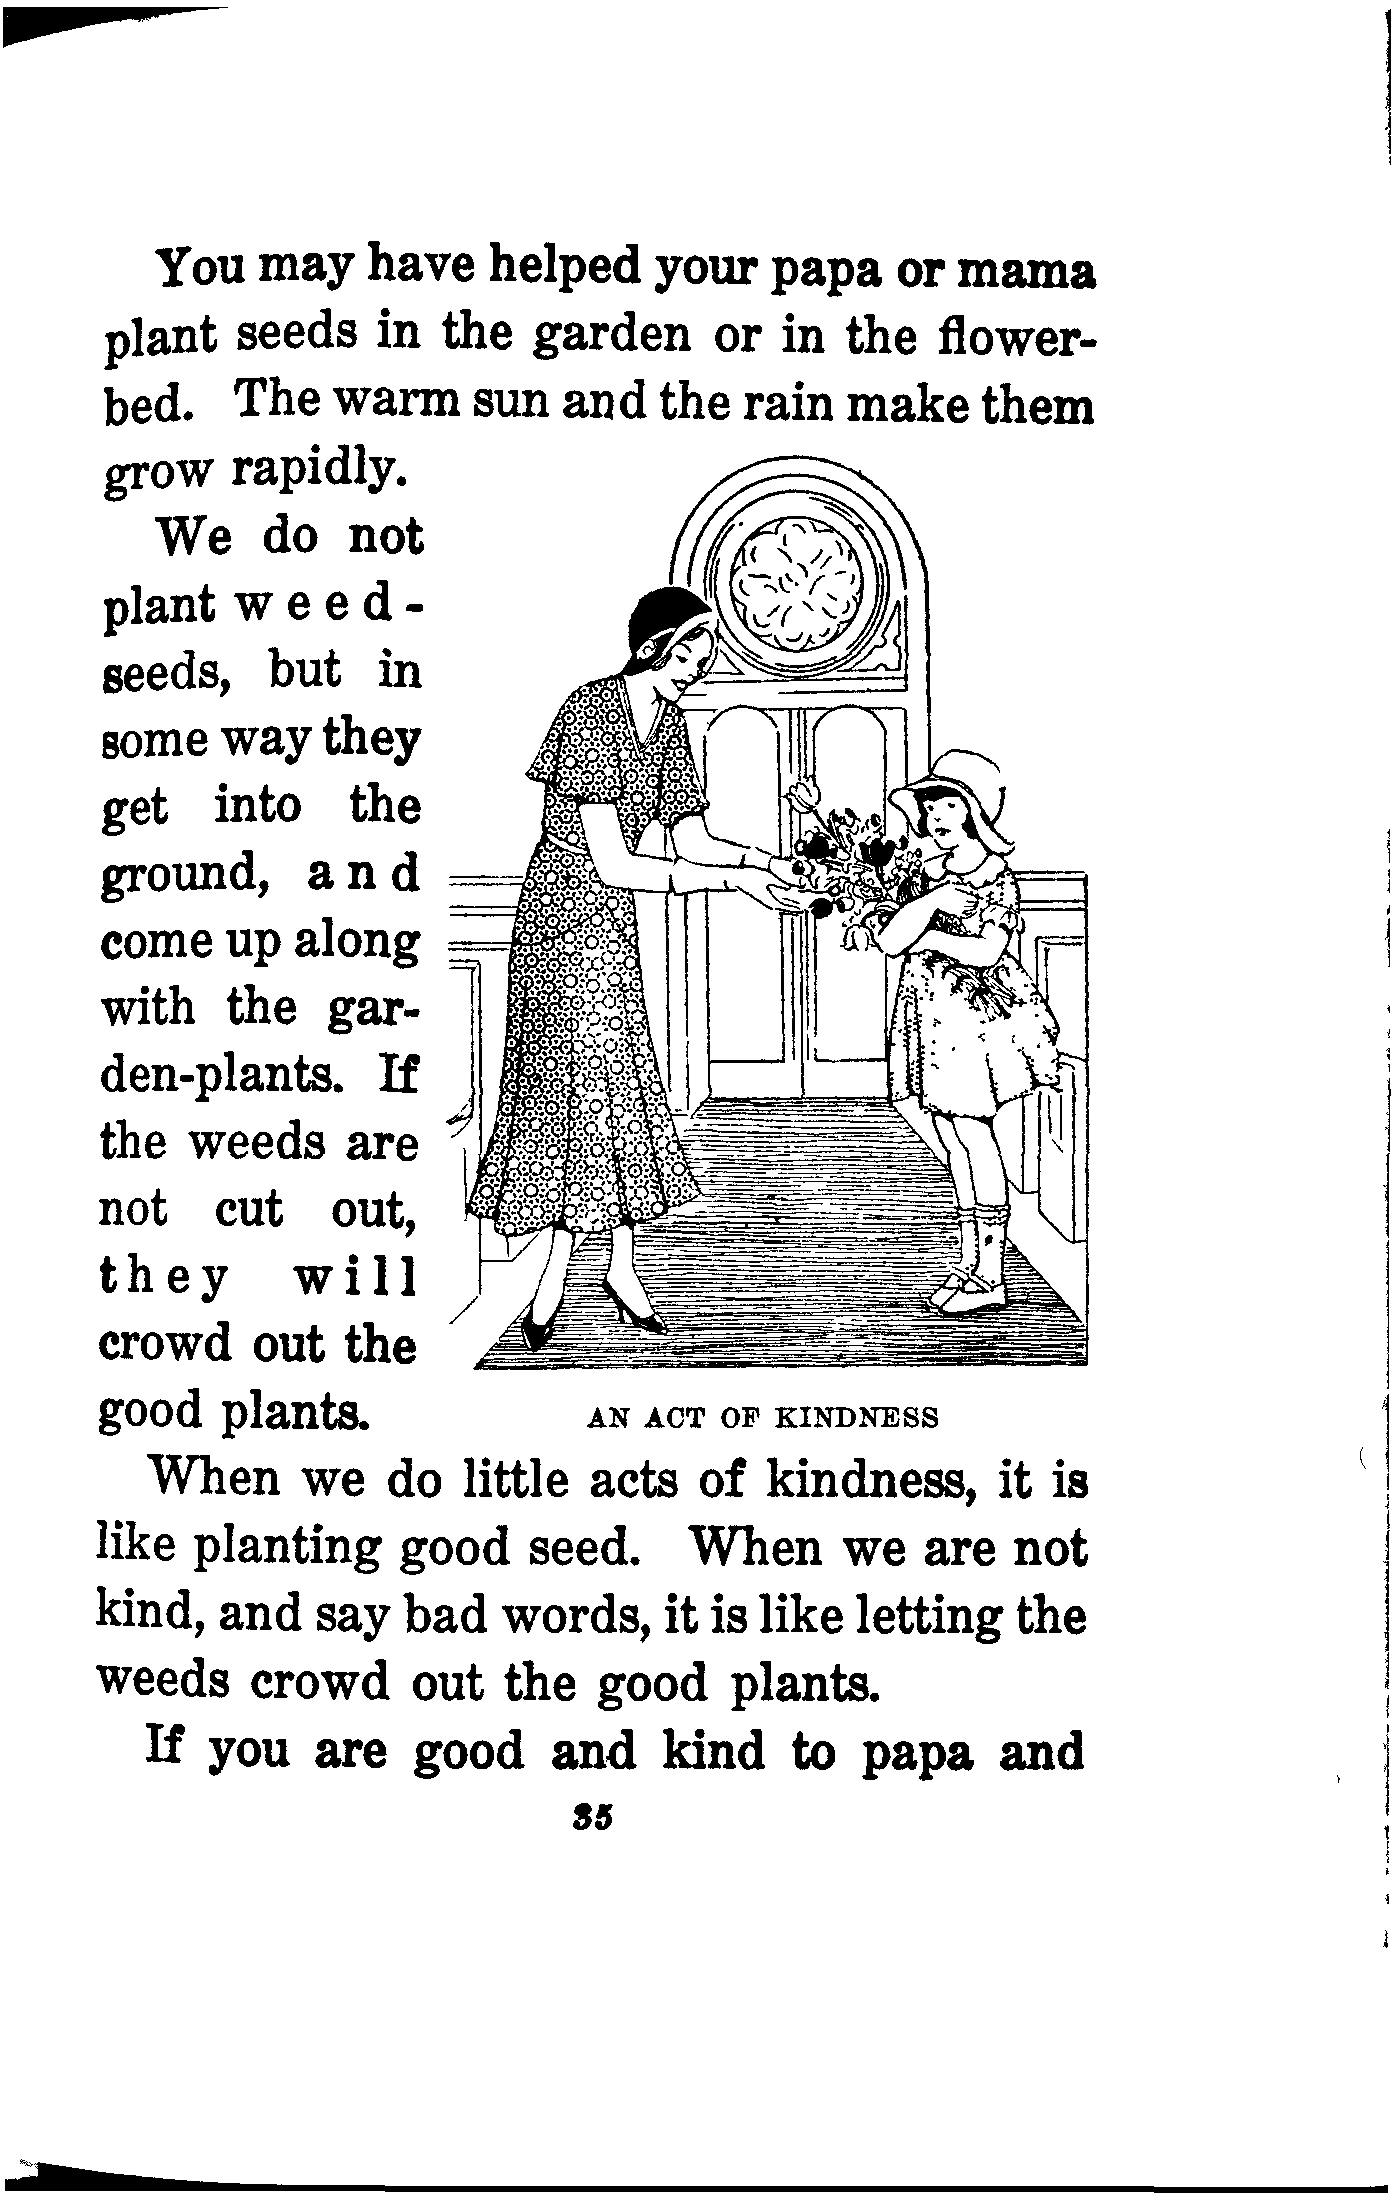 You may have helped your papa or mama
plant seeds in the garden or in the flower-
bed. The warm sun and the rain make them
grow rapidly.
We do not
plant weed-
seeds, but in
some way they
get into the
ground, and
come up along
with the gar-
den-plants. If
the weeds are
not cut out,
they will
crowd out the
good plants.
AN ACT OF KINDNESS
When we do little acts of kindness, it is
like planting good seed. When we are not
kind, and say bad words, it is like letting the
weeds crowd out the good plants.
If you are good and kind to papa and
35